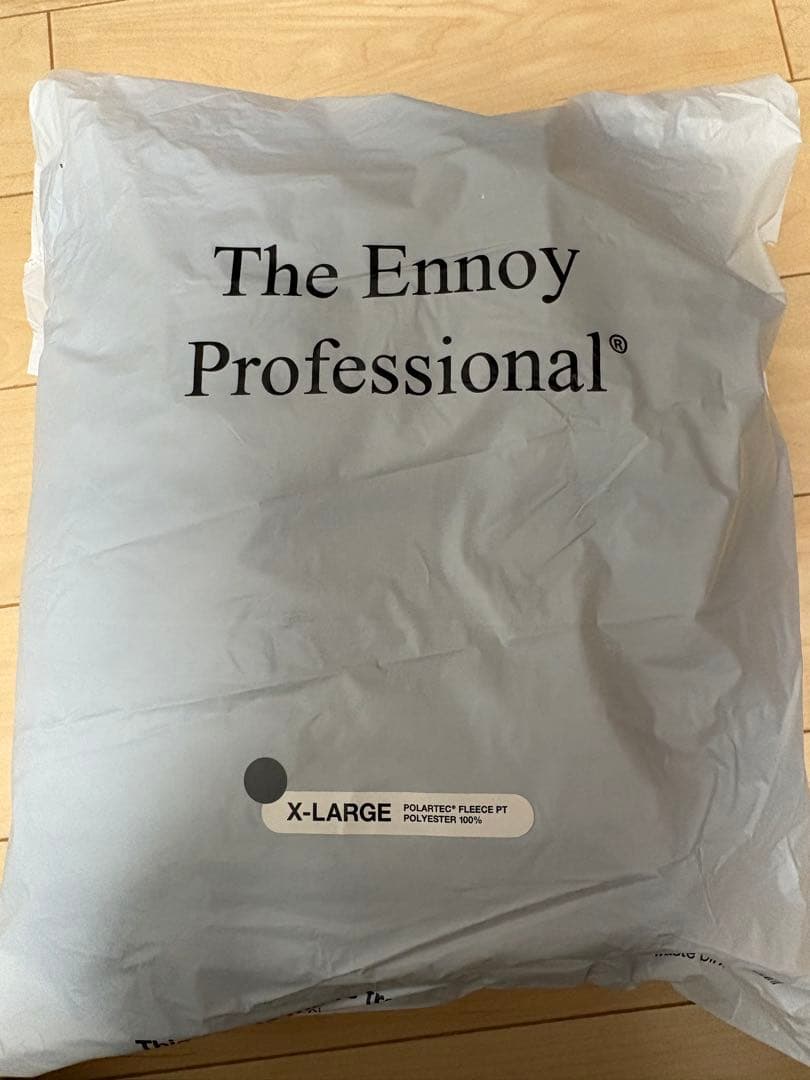 The Ennoy
Professional®
X-LARGE
POLARTEC® FLEECE PT
POLYESTER 100%